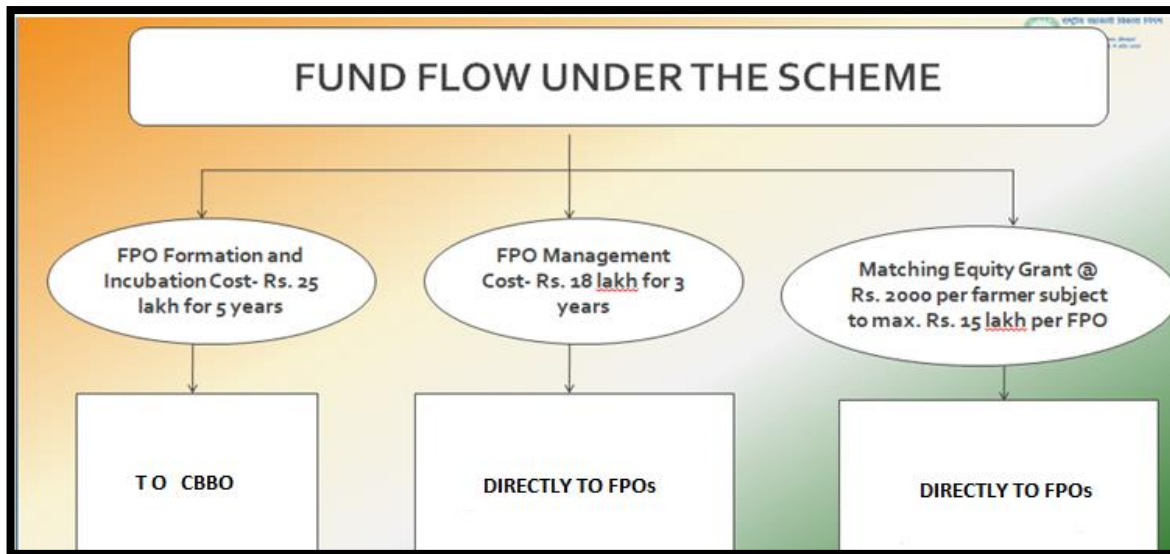 राष्ट्रीय सहकारी विकास निगम
FUND FLOW UNDER THE SCHEME
FPO Formation and
Incubation Cost- Rs. 25
lakh for 5 years
FPO Management
Cost- Rs. 18 lakh for 3
years
Matching Equity Grant @
Rs. 2000 per farmer subject
to max. Rs. 15 lakh per FPO
T O CBBO
DIRECTLY TO FPOs
DIRECTLY TO FPOs